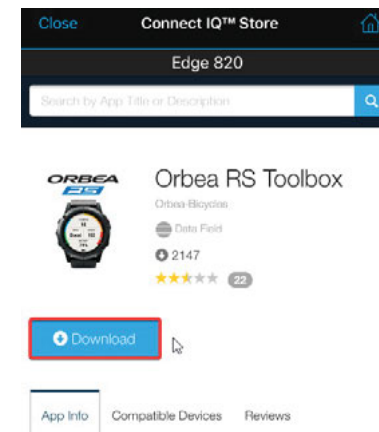 Close Connect IQ™ Store
Edge 820
Search by App Title or Description
ORBEA
RS
Orbea RS Toolbox
Orbea Bicycles
Data Field
2147
22
Download
App Info Compatible Devices Reviews